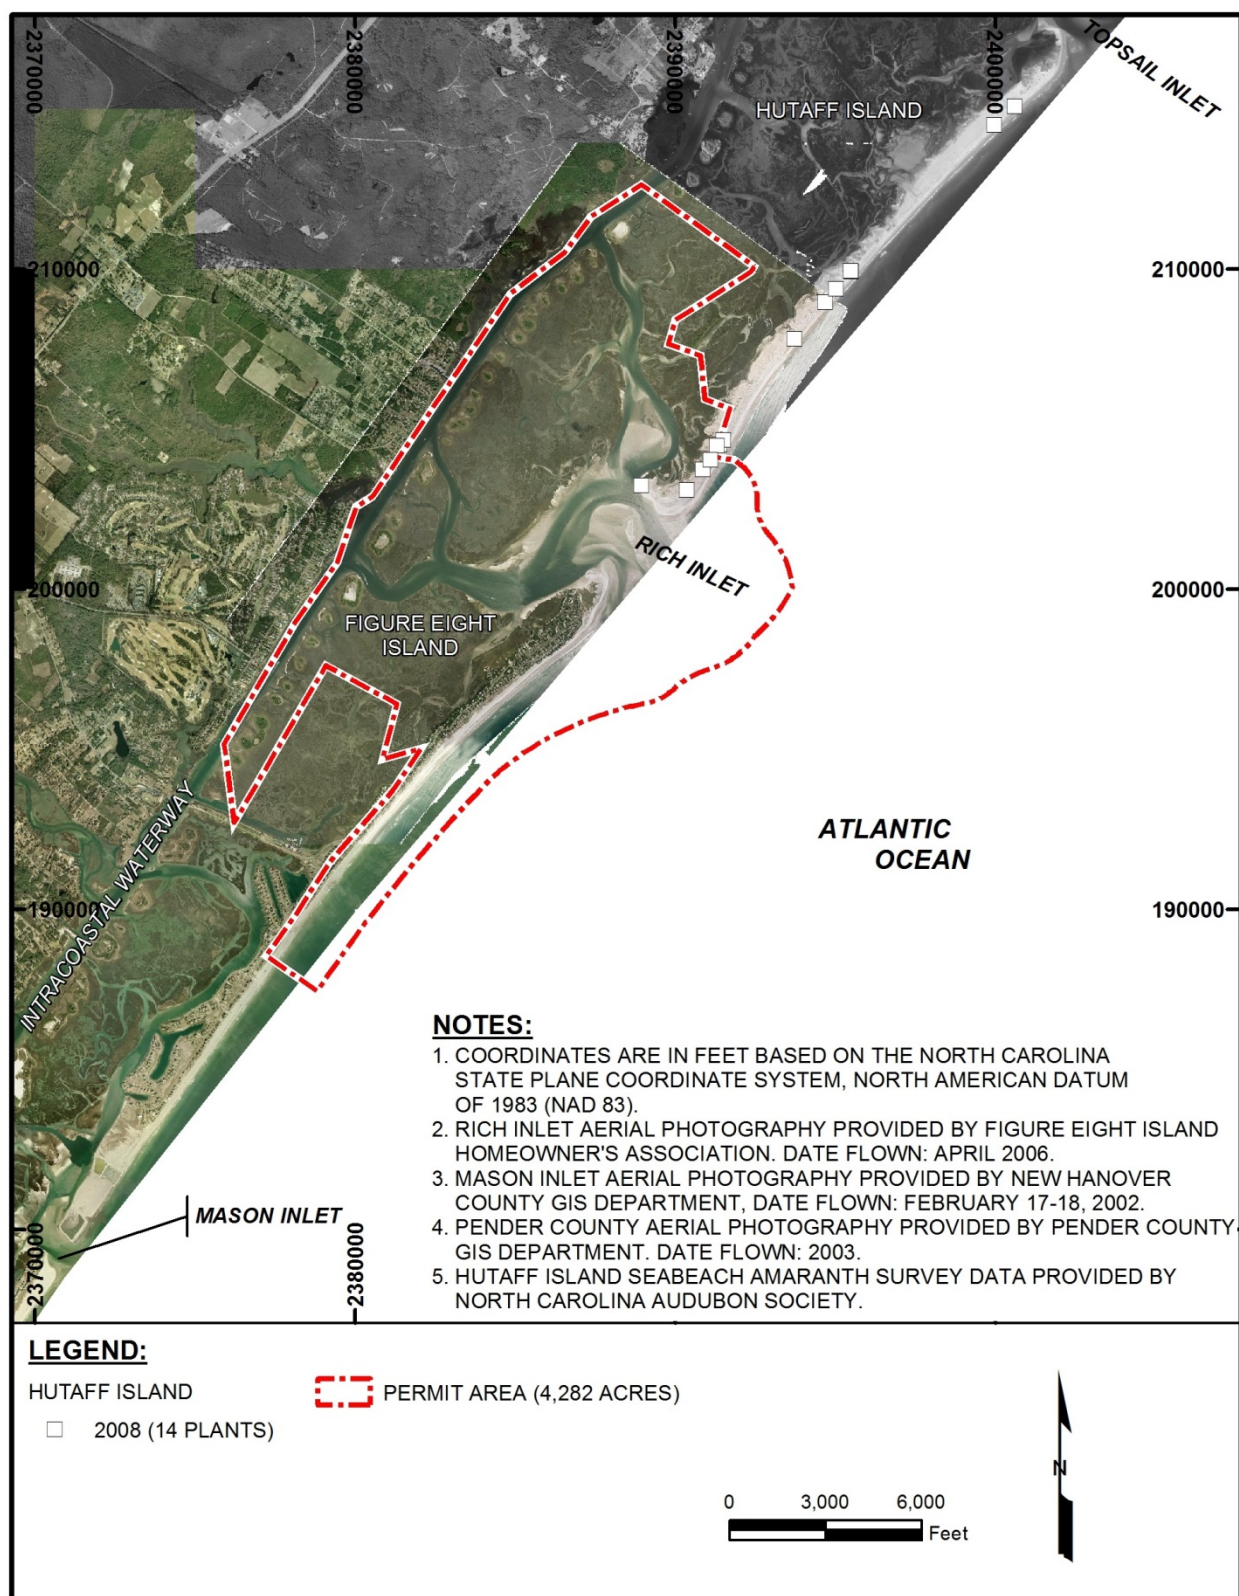 2370000
2380000
2390000
2400000
TOPSAIL INLET
HUTAFF ISLAND
210000
210000
RICH INLET
200000
200000
FIGURE EIGHT
ISLAND
INTRACOASTAL WATERWAY
ATLANTIC
OCEAN
190000
190000
NOTES:
1. COORDINATES ARE IN FEET BASED ON THE NORTH CAROLINA
STATE PLANE COORDINATE SYSTEM, NORTH AMERICAN DATUM
OF 1983 (NAD 83).
2. RICH INLET AERIAL PHOTOGRAPHY PROVIDED BY FIGURE EIGHT ISLAND
HOMEOWNER'S ASSOCIATION. DATE FLOWN: APRIL 2006.
3. MASON INLET AERIAL PHOTOGRAPHY PROVIDED BY NEW HANOVER
COUNTY GIS DEPARTMENT, DATE FLOWN: FEBRUARY 17-18, 2002.
4. PENDER COUNTY AERIAL PHOTOGRAPHY PROVIDED BY PENDER COUNTY
GIS DEPARTMENT. DATE FLOWN: 2003.
5. HUTAFF ISLAND SEABEACH AMARANTH SURVEY DATA PROVIDED BY
NORTH CAROLINA AUDUBON SOCIETY.
MASON INLET
2370000
2380000
LEGEND:
HUTAFF ISLAND
2008 (14 PLANTS)
PERMIT AREA (4,282 ACRES)
N
0 3,000 6,000
Feet